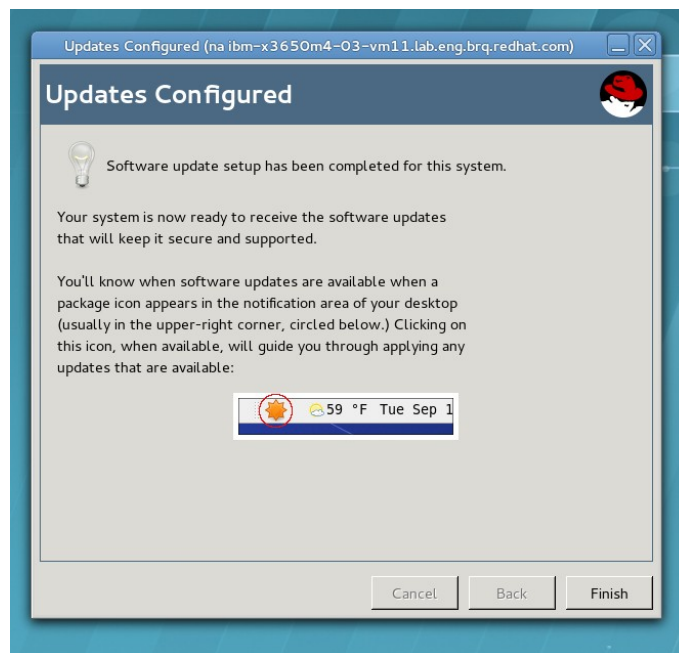 Updates Configured (na ibm-x3650m4-03-vm11.lab.eng.brq.redhat.com)
Updates Configured
Software update setup has been completed for this system.
Your system is now ready to receive the software updates
that will keep it secure and supported.
You'll know when software updates are available when a
package icon appears in the notification area of your desktop
(usually in the upper-right corner, circled below.) Clicking on
this icon, when available, will guide you through applying any
updates that are available:
59 °F Tue Sep 1
Cancel Back Finish